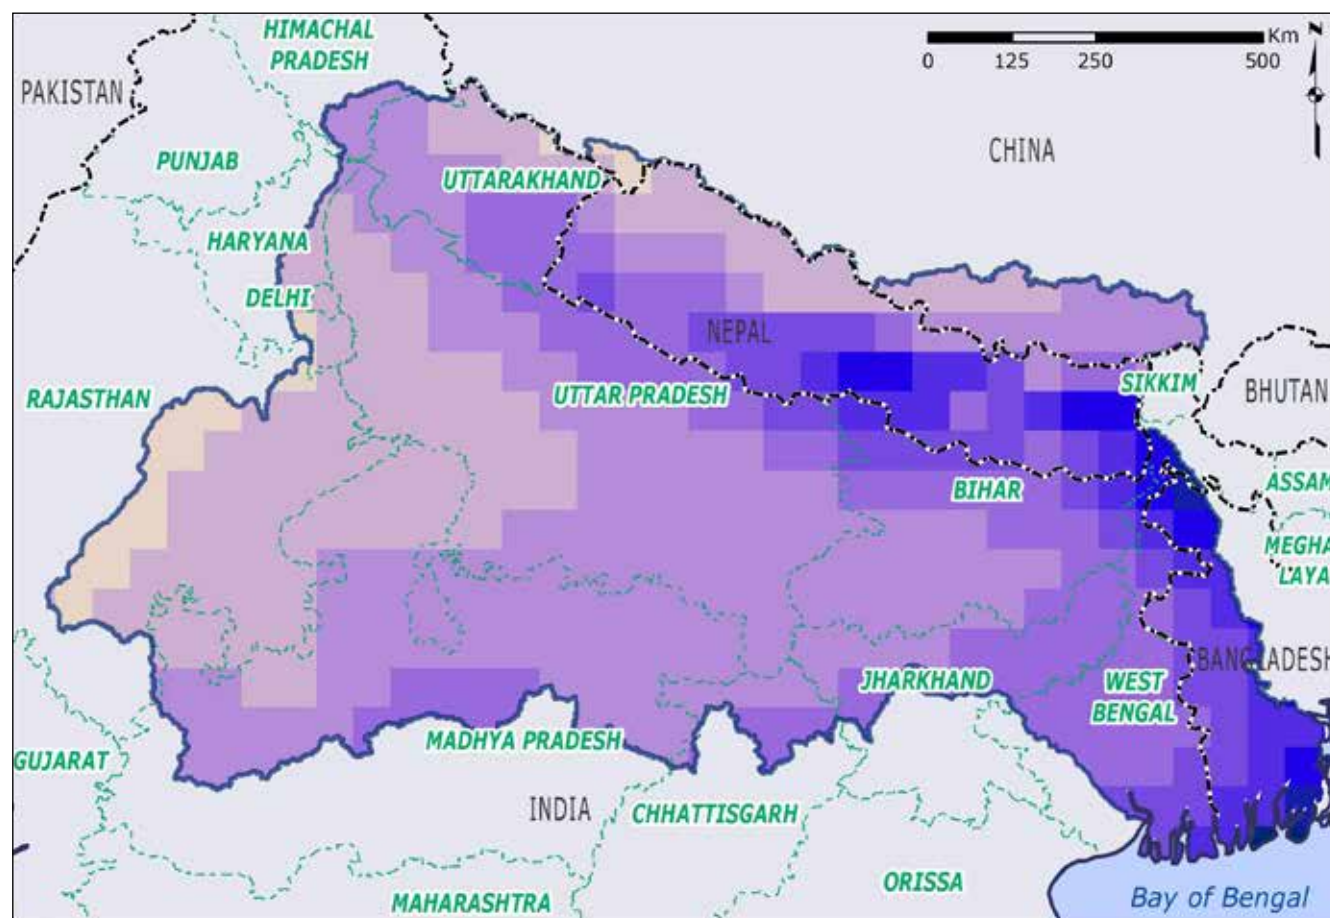 HIMACHAL
PRADESH
Km
N
0 125 250 500
PAKISTAN
CHINA
PUNJAB
UTTARAKHAND
HARYANA
DELHI
NEPAL
SIKKIM
BHUTAN
RAJASTHAN
UTTAR PRADESH
ASSAM
BIHAR
MEGHA
LAYA
BANGLADESH
JHARKHAND
WEST
BENGAL
MADHYA PRADESH
GUJARAT
INDIA
CHHATTISGARH
ORISSA
MAHARASHTRA
Bay of Bengal